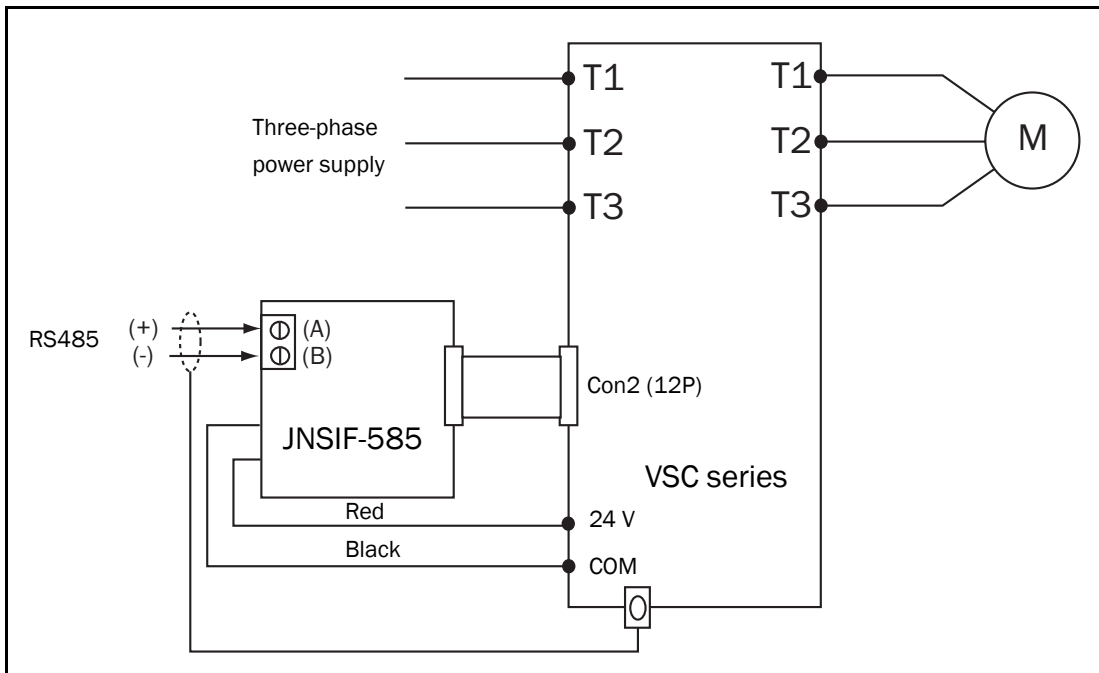 T1 T1
Three-phase
power supply
T2 T2
M
T3 T3
RS485 (+) (A)
(-) (B)
Con2 (12P)
JNSIF-585
VSC series
Red
24 V
Black
COM